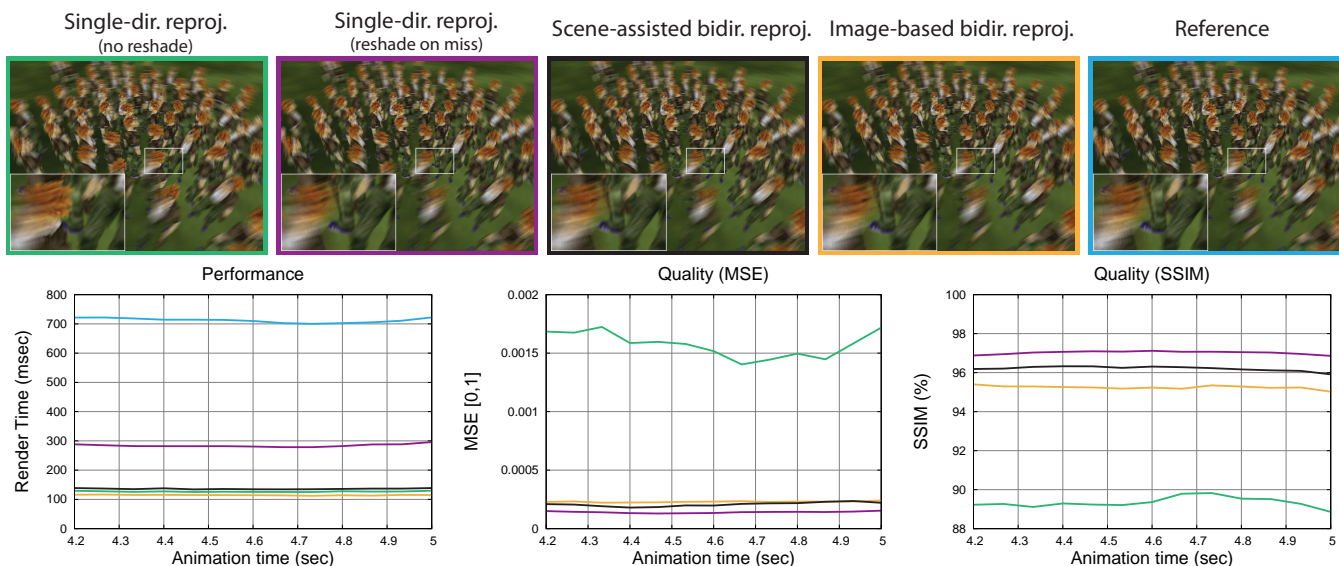 Single-dir. reproj.
(no reshade)
Single-dir. reproj.
(reshade on miss)
Scene-assisted bidir. reproj.
Image-based bidir. reproj.
Reference
Performance
Render Time (msec)
800
700
600
500
400
300
200
100
0
4.2 4.3 4.4 4.5 4.6 4.7 4.8 4.9 5
Animation time (sec)
Quality (MSE)
MSE [0,1]
0.002
0.0015
0.001
0.0005
0
4.2 4.3 4.4 4.5 4.6 4.7 4.8 4.9 5
Animation time (sec)
Quality (SSIM)
SSIM (%)
100
98
96
94
92
90
88
4.2 4.3 4.4 4.5 4.6 4.7 4.8 4.9 5
Animation time (sec)